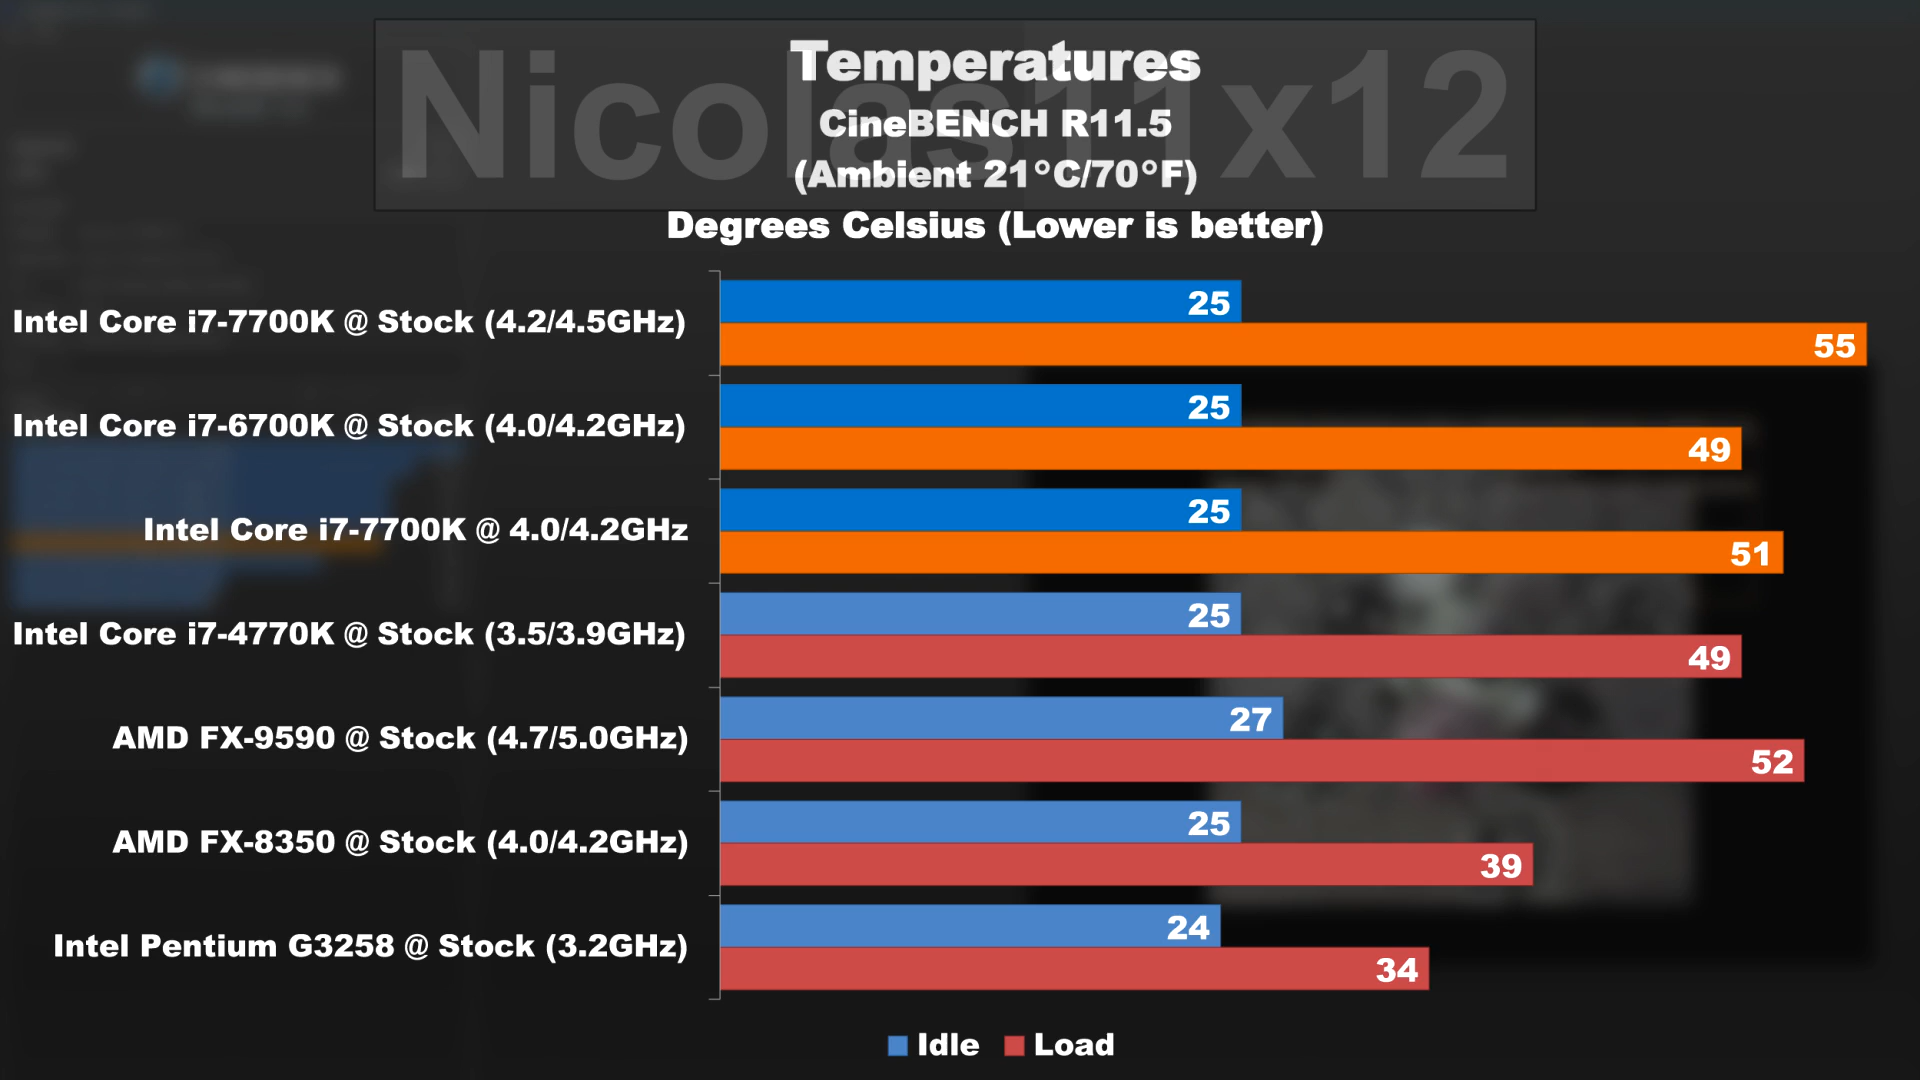 Nicolas11x12
Temperatures
CineBENCH R11.5
(Ambient 21°C/70°F)
Degrees Celsius (Lower is better)
Intel Core i7-7700K @ Stock (4.2/4.5GHz)
25
55
Intel Core i7-6700K @ Stock (4.0/4.2GHz)
25
49
Intel Core i7-7700K @ 4.0/4.2GHz
25
51
Intel Core i7-4770K @ Stock (3.5/3.9GHz)
25
49
AMD FX-9590 @ Stock (4.7/5.0GHz)
27
52
AMD FX-8350 @ Stock (4.0/4.2GHz)
25
39
Intel Pentium G3258 @ Stock (3.2GHz)
24
34
Idle Load